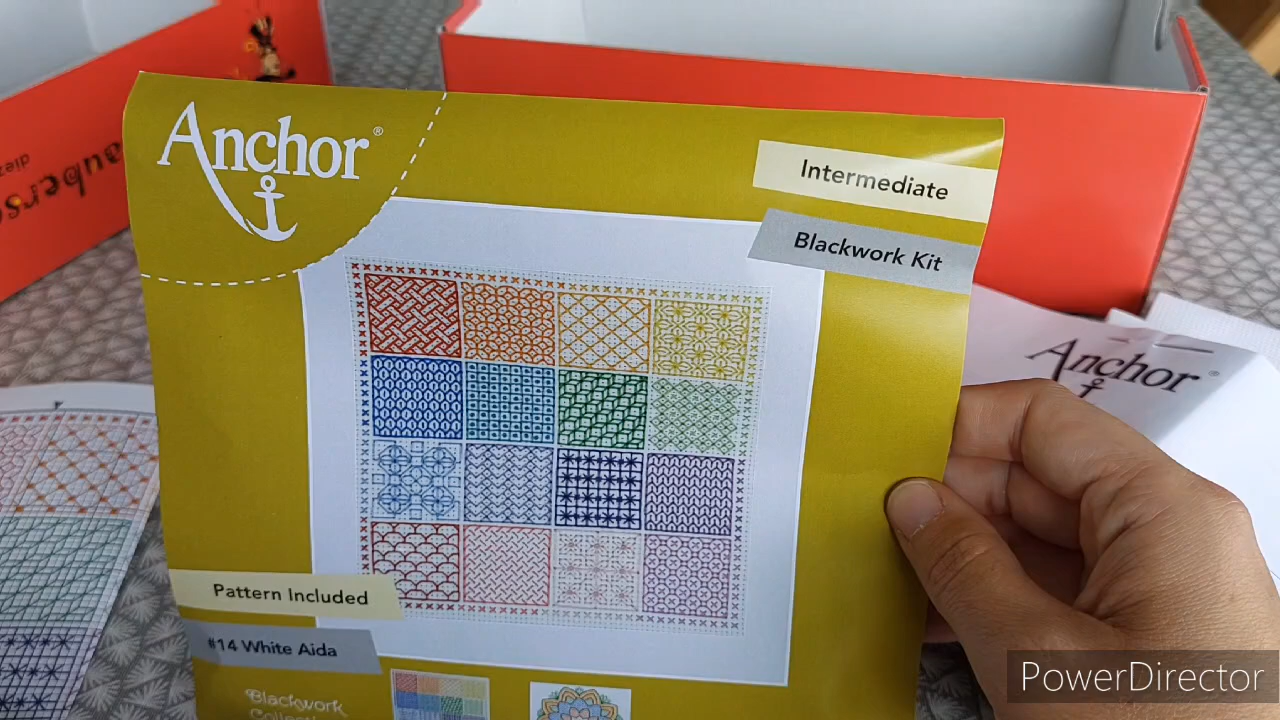 Anchor®
Intermediate
Blackwork Kit
Anchor®
Pattern Included
#14 White Aida
Blackwork
PowerDirector